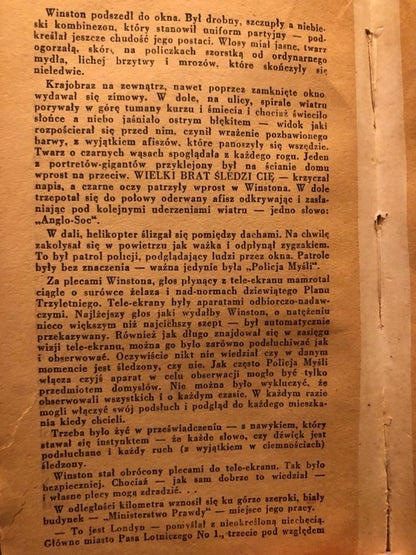 Winston podszedł do okna. Był drobny, szczupły a niebie-
ski kombinezon, który stanowił uniform partyjny — pod-
kreślał jeszcze chudość jego postaci. Włosy miał jasne, twarz
ogorzałą, skórę na policzkach szorstką od ordynarnego
mydła, lichej brzytwy i mrozów, które skończyły się
nieledwie.
Krajobraz na zewnątrz, nawet poprzez zamknięte okno,
wydawał się zimowy. W dole, na ulicy, spirale wiatru
porywały w górę tumany kurzu i śmiecia i chociaż świeciło
słońce a niebo jaśniało ostrym błękitem — widok jaki
rozpościerał się przed nim, czynił wrażenie pozbawionego
barwy, z wyjątkiem afiszów, które panoszyły się wszędzie.
Twarz o czarnych wąsach spoglądała z każdego rogu. Jeden
z portretów-gigantów przyklejony był na ścianie domu
wprost na przeciw. WIELKI BRAT ŚLEDZI CIĘ — krzyczał
napis, a czarne oczy patrzyły wprost w Winstona. W dole
trzepotał się do połowy oderwany afisz odkrywając i zasła-
niając pod kolejnymi uderzeniami wiatru — jedno słowo:
„Anglo-Soc“.
W dali, helikopter ślizgał się pomiędzy dachami. Na chwilę
zakołysał się w powietrzu jak ważka i odpłynął zygzakiem.
To był patrol policji, podglądający ludzi przez okna. Patrole
były bez znaczenia — ważna jedynie była „Policja Myśli“.
Za plecami Winstona, głos płynący z tele-ekranu mamrotał
ciągle o surówce żelaza i nad-normach dziewiątego Planu
Trzyletniego. Tele-ekrany były aparatami odbiorczo-nadaw-
czymi. Najlżejszy głos jaki wydałby Winston, o natężeniu
nieco większym niż najcichszy szept — był automatycznie
przekazywany. Również jak długo znajdował się w zasięgu
wizji tele-ekranu, można go było zarówno podsłuchiwać jak
i obserwować. Oczywiście nikt nie wiedział czy w danym
momencie jest śledzony, czy nie. Jak często Policja Myśli
włącza czyjś aparat w celu obserwacji mogło być tylko
przedmiotem domysłów. Nie można było wykluczyć, że
obserwowali wszystkich i o każdym czasie. W każdym razie
mogli włączyć swój podsłuch i podgląd do każdego mieszka-
nia kiedy chcieli.
Trzeba było żyć w przeświadczeniu — z nawykiem, który
stawał się instynktem — że każde słowo, czy dźwięk jest
podsłuchane i każdy ruch (z wyjątkiem w ciemnościach)
śledzony.
Winston stał obrócony plecami do tele-ekranu. Tak było
bezpieczniej. Chociaż — jak sam dobrze to wiedział —
i własne plecy mogą zdradzić. . .
W odległości kilometra wznosił się ku górze szeroki, biały
budynek — „Ministerstwo Prawdy“ — miejsce jego pracy.
— To jest Londyn — pomyślał z nieokreśloną niechęcią.
Główne miasto Pasa Lotniczego No 1., trzecie pod względem